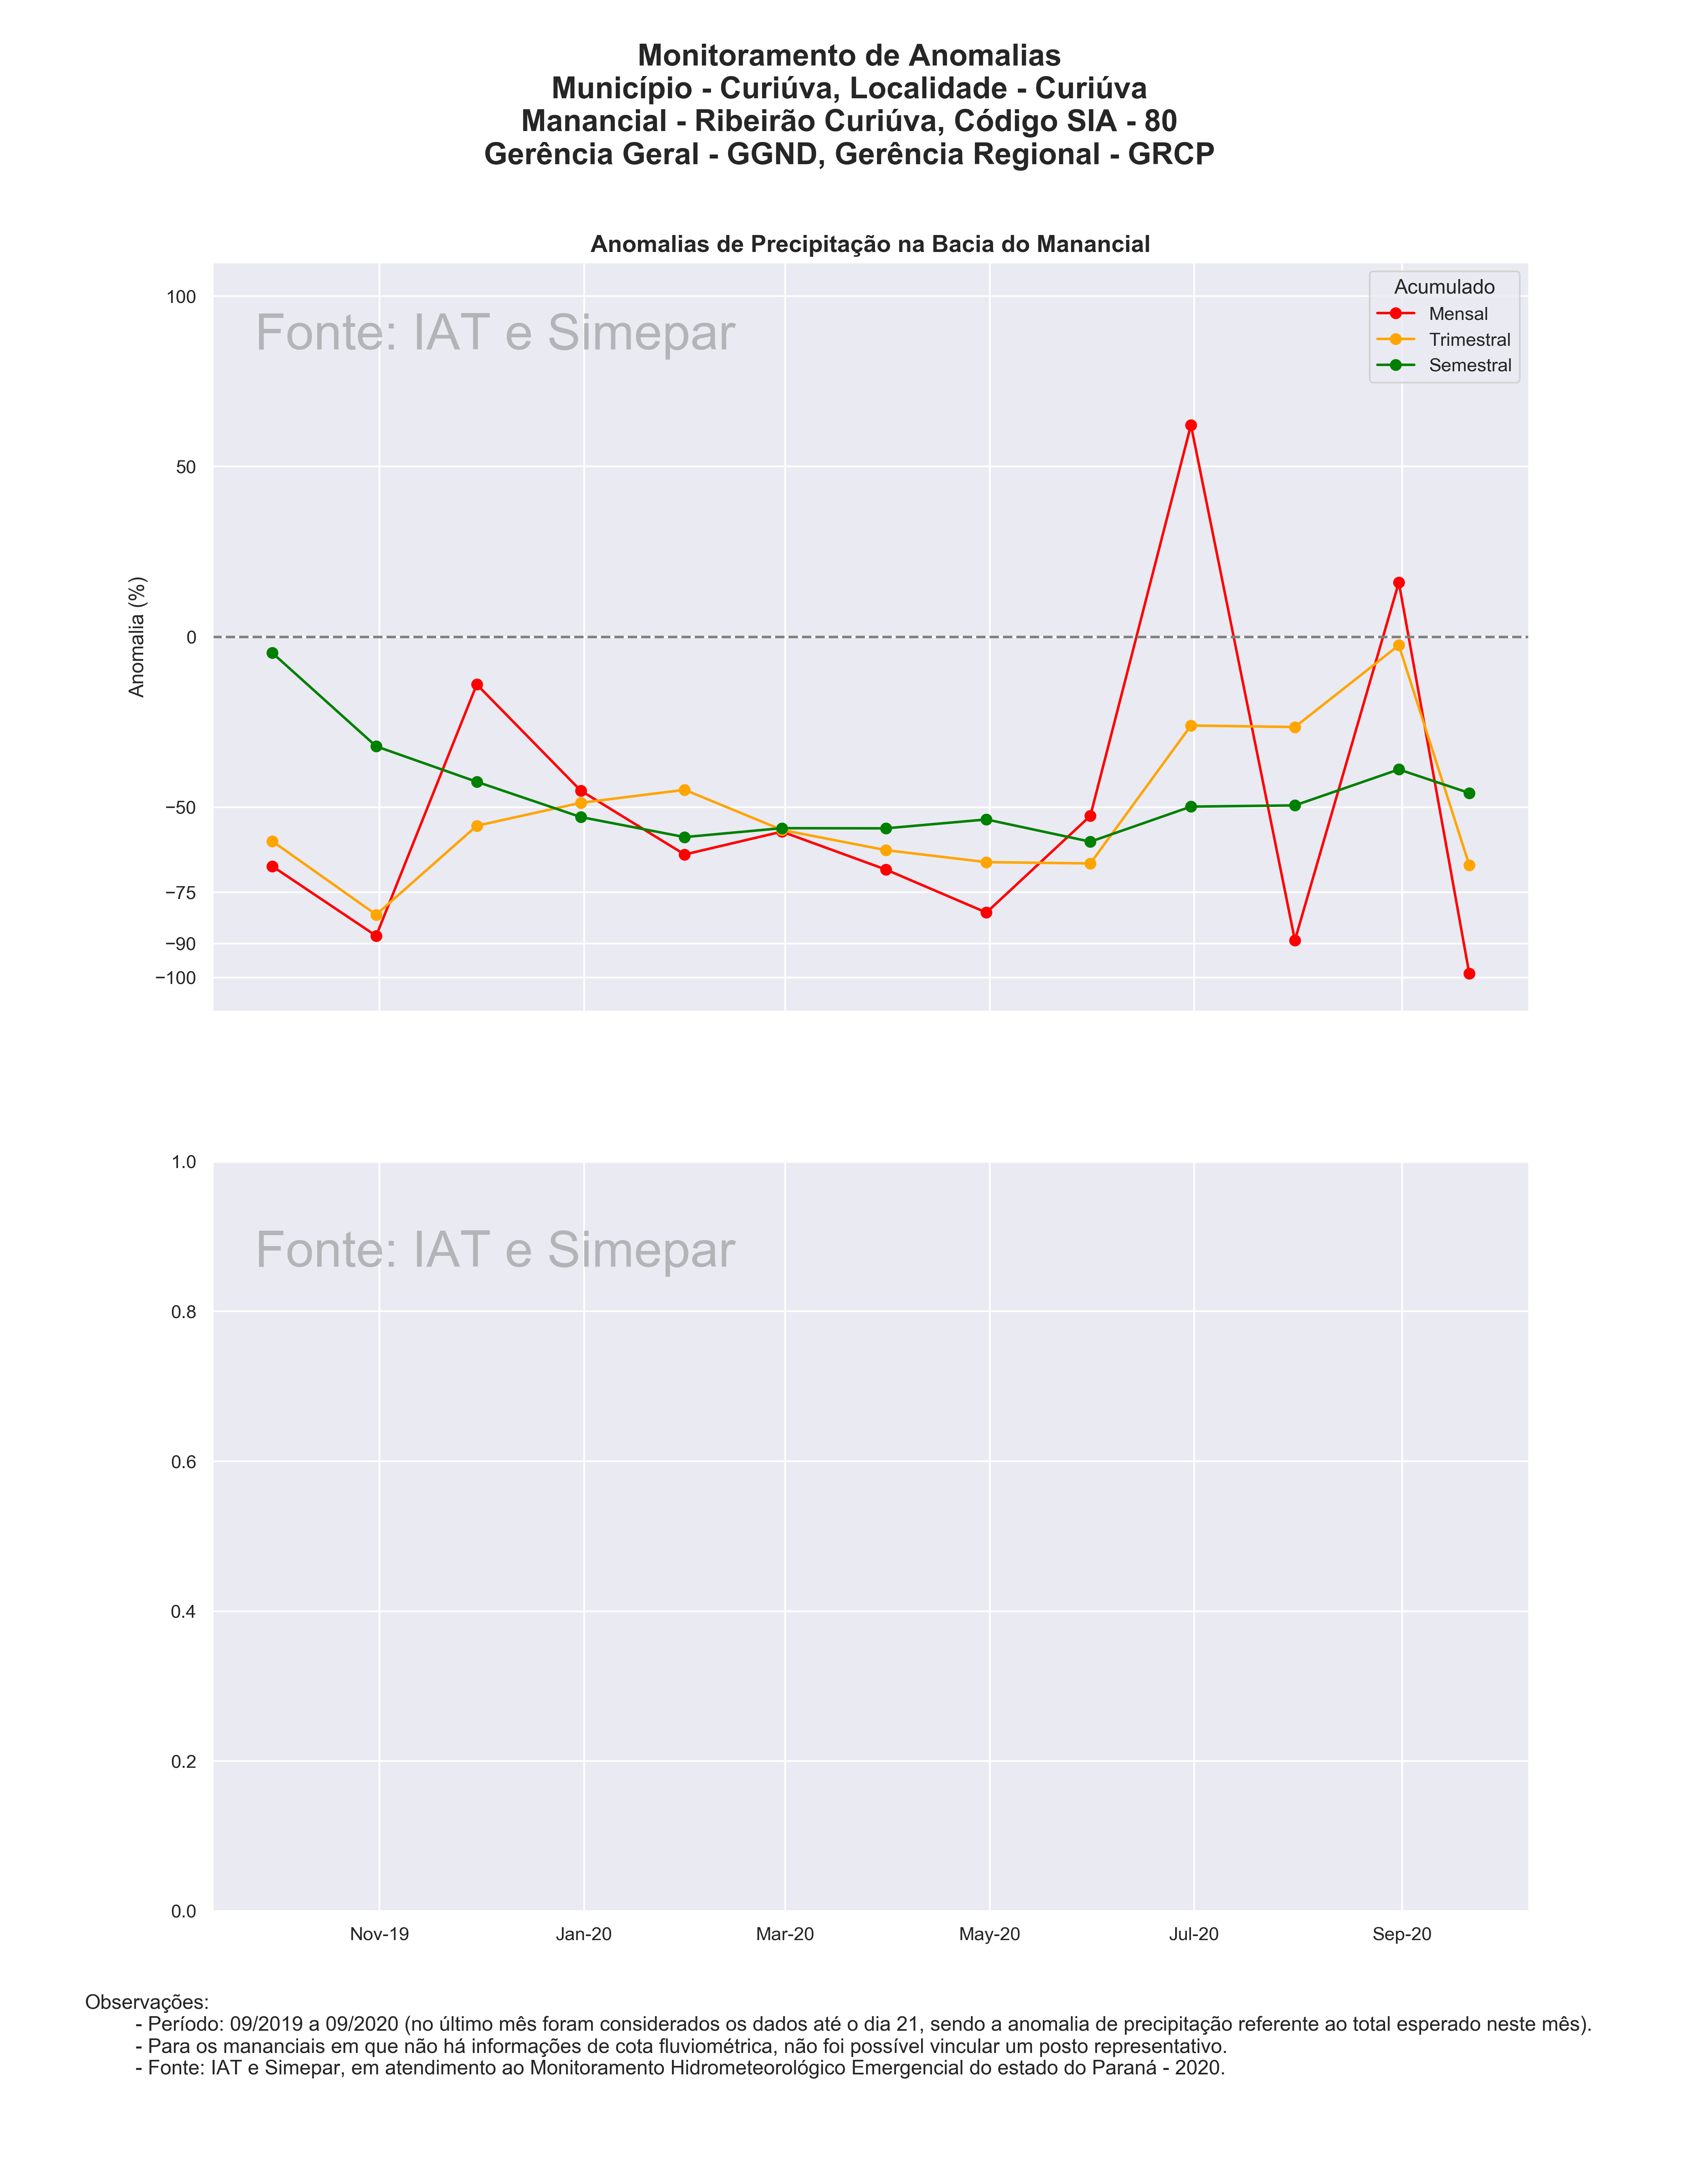 Monitoramento de Anomalias
Município - Curiúva, Localidade - Curiúva
Manancial - Ribeirão Curiúva, Código SIA - 80
Gerência Geral - GGND, Gerência Regional - GRCP
Anomalias de Precipitação na Bacia do Manancial
Fonte: IAT e Simepar
Acumulado
Mensal
Trimestral
Semestral
Anomalia (%)
100
50
0
−50
−75
−90
−100
Fonte: IAT e Simepar
1.0
0.8
0.6
0.4
0.2
0.0
Nov-19 Jan-20 Mar-20 May-20 Jul-20 Sep-20
Observações:
- Período: 09/2019 a 09/2020 (no último mês foram considerados os dados até o dia 21, sendo a anomalia de precipitação referente ao total esperado neste mês).
- Para os mananciais em que não há informações de cota fluviométrica, não foi possível vincular um posto representativo.
- Fonte: IAT e Simepar, em atendimento ao Monitoramento Hidrometeorológico Emergencial do estado do Paraná - 2020.